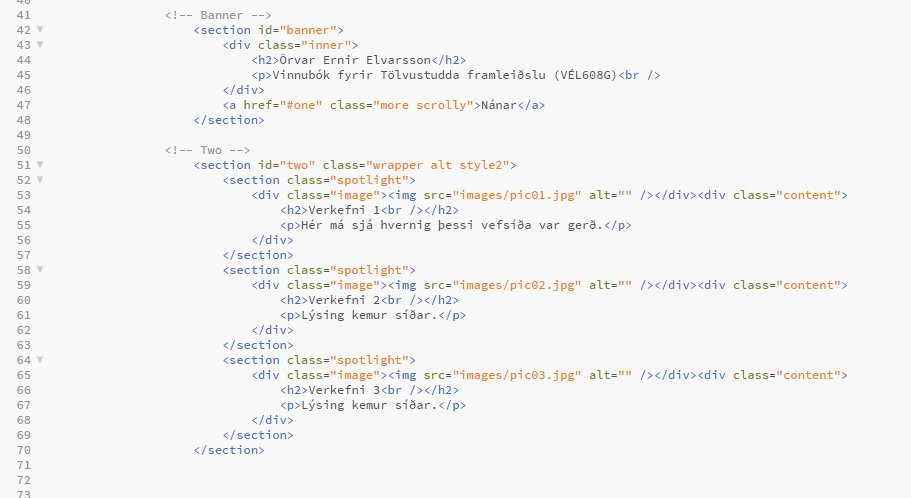 40
41 <!-- Banner -->
42 <section id="banner">
43 <div class="inner">
44 <h2>Örvar Ernir Elvarsson</h2>
45 <p>Vinnubók fyrir Tölvustudda framleiðslu (VÉL608G)<br />
46 </div>
47 <a href="#one" class="more scrolly">Nánar</a>
48 </section>
49
50 <!-- Two -->
51 <section id="two" class="wrapper alt style2">
52 <section class="spotlight">
53 <div class="image"><img src="images/pic01.jpg" alt="" /></div><div class="content">
54 <h2>Verkefni 1<br /></h2>
55 <p>Hér má sjá hvernig þessi vefsíða var gerð.</p>
56 </div>
57 </section>
58 <section class="spotlight">
59 <div class="image"><img src="images/pic02.jpg" alt="" /></div><div class="content">
60 <h2>Verkefni 2<br /></h2>
61 <p>Lýsing kemur síðar.</p>
62 </div>
63 </section>
64 <section class="spotlight">
65 <div class="image"><img src="images/pic03.jpg" alt="" /></div><div class="content">
66 <h2>Verkefni 3<br /></h2>
67 <p>Lýsing kemur síðar.</p>
68 </div>
69 </section>
70 </section>
71
72
73